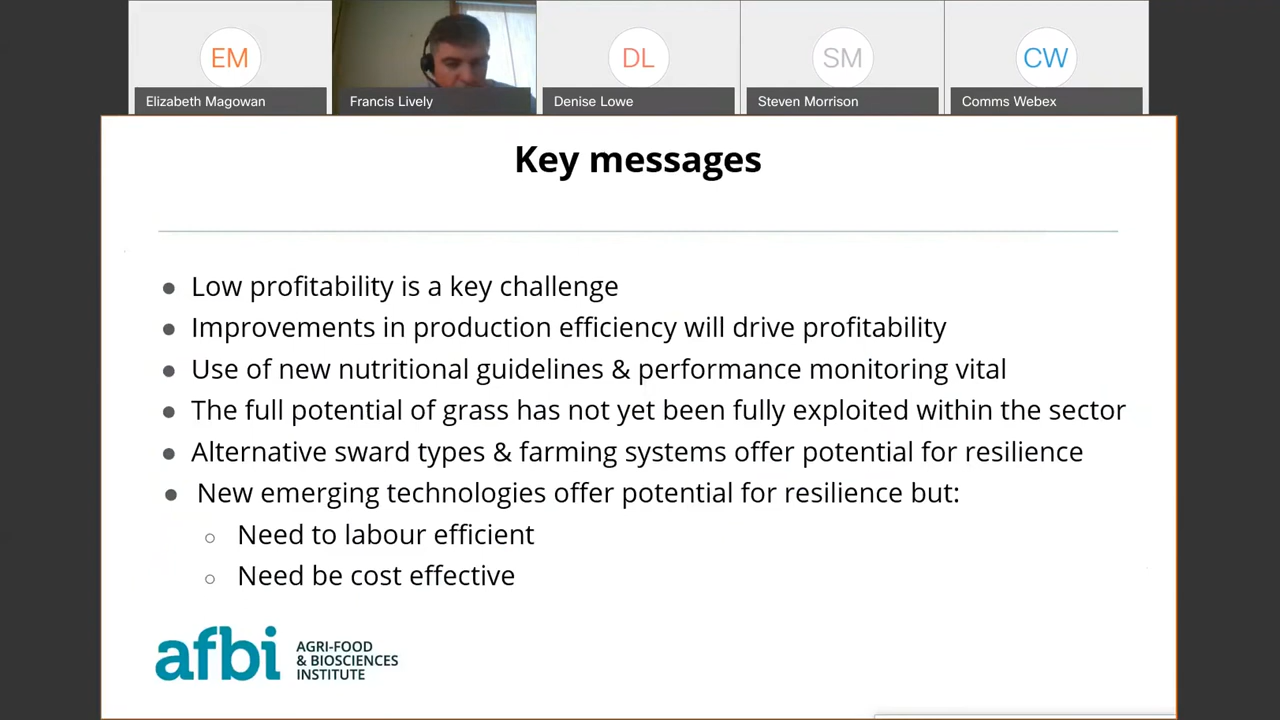 EM
DL
SM
CW
Elizabeth Magowan
Francis Lively
Denise Lowe
Steven Morrison
Comms Webex
Key messages
Low profitability is a key challenge
Improvements in production efficiency will drive profitability
Use of new nutritional guidelines & performance monitoring vital
The full potential of grass has not yet been fully exploited within the sector
Alternative sward types & farming systems offer potential for resilience
New emerging technologies offer potential for resilience but:
Need to labour efficient
Need be cost effective
afbi
AGRI-FOOD
& BIOSCIENCES
INSTITUTE